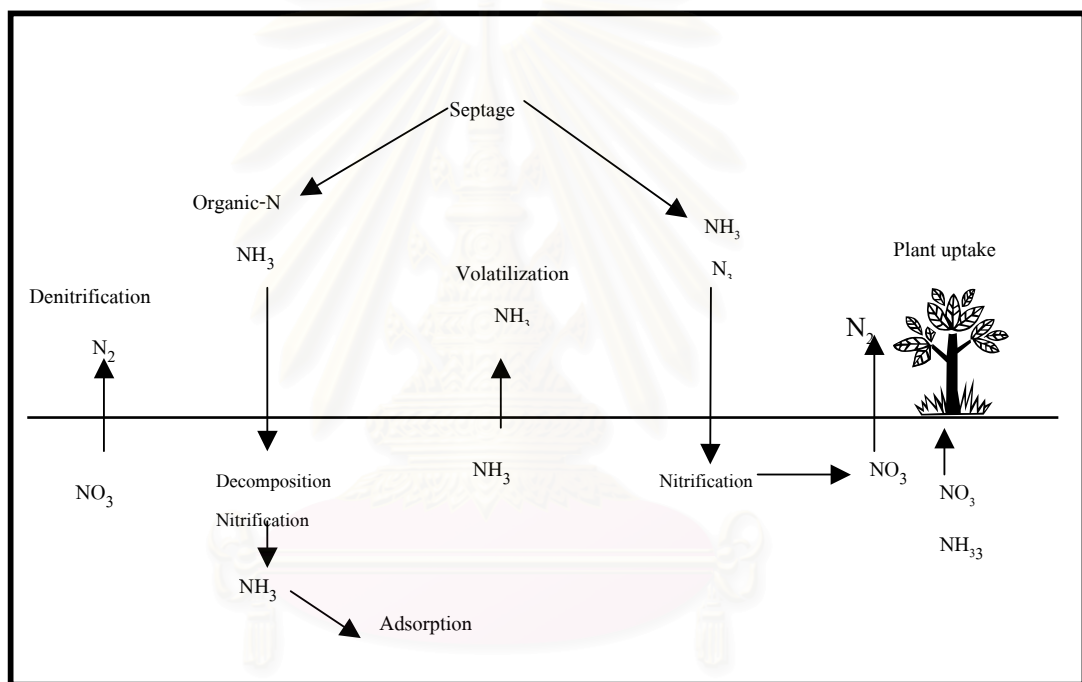 Septage
Organic-N
NH₃
NH₃
N₃
Plant uptake
Volatilization
NH₃
Denitrification
N₂
N₂
NO₃
Decomposition
Nitrification
NH₃
Adsorption
NH₃
Nitrification
NO₃
NO₃
NH₃3